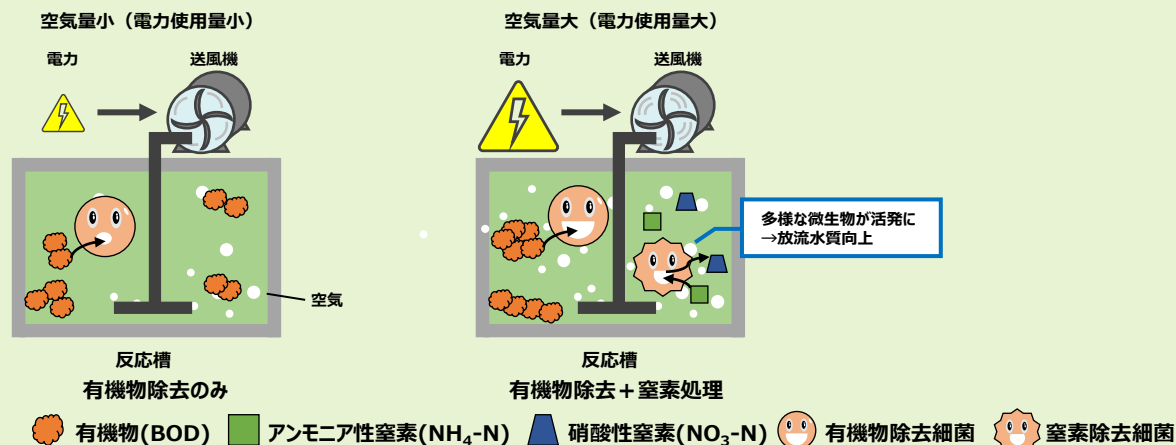 空気量小（電力使用量小）
電力
送風機
空気
反応槽
有機物除去のみ
空気量大（電力使用量大）
電力
送風機
多様な微生物が活発に
→放流水質向上
反応槽
有機物除去＋窒素処理
有機物(BOD)
アンモニア性窒素(NH₄-N)
硝酸性窒素(NO₃-N)
有機物除去細菌
窒素除去細菌